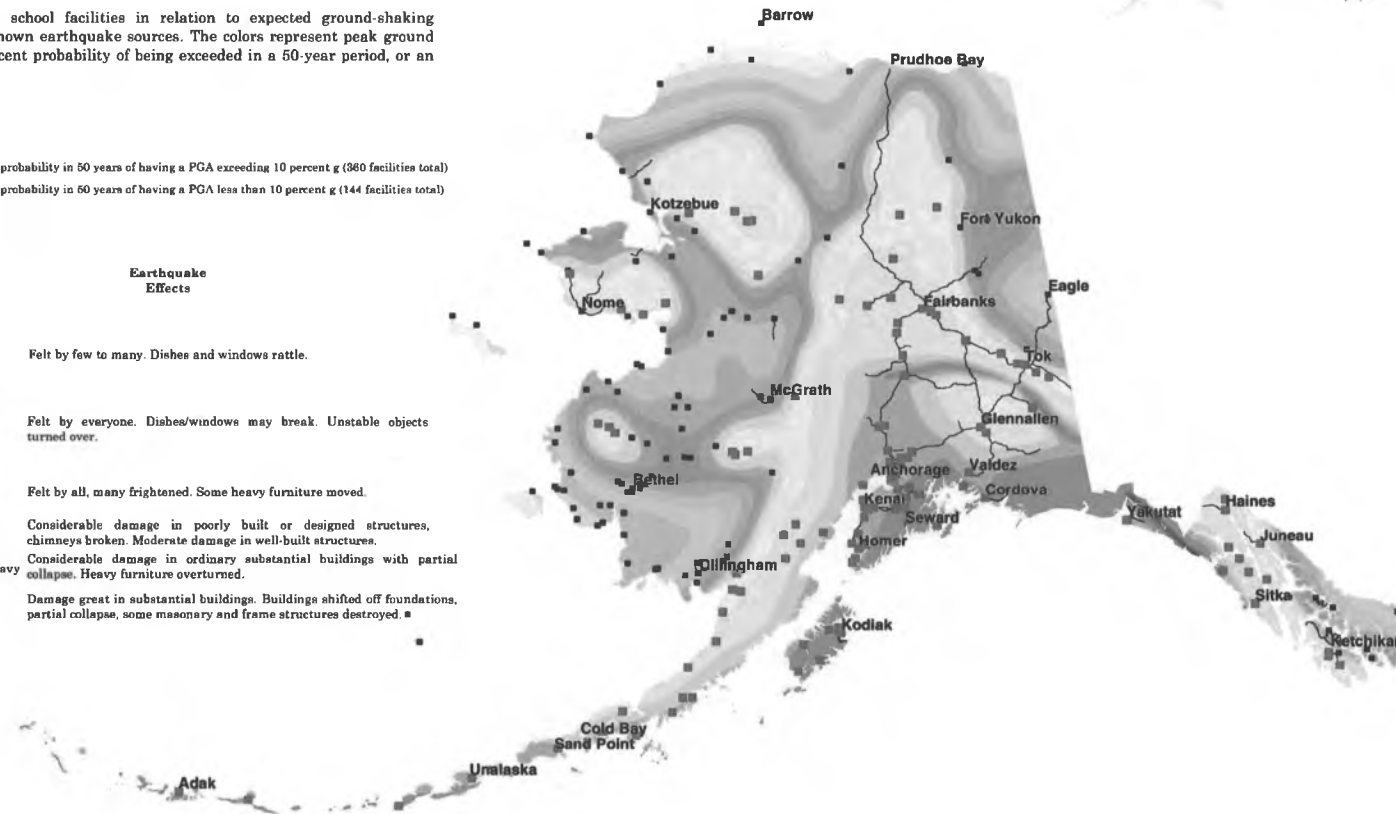 school facilities in relation to expected ground-shaking
nown earthquake sources. The colors represent peak ground
cent probability of being exceeded in a 50-year period, or an
probability in 50 years of having a PGA exceeding 10 percent g (360 facilities total)
probability in 50 years of having a PGA less than 10 percent g (144 facilities total)
Earthquake
Effects
Felt by few to many. Dishes and windows rattle.
Felt by everyone. Dishes/windows may break. Unstable objects
turned over.
Felt by all, many frightened. Some heavy furniture moved.
Considerable damage in poorly built or designed structures,
chimneys broken. Moderate damage in well-built structures.
Considerable damage in ordinary substantial buildings with partial
avy collapse. Heavy furniture overturned.
Damage great in substantial buildings. Buildings shifted off foundations,
partial collapse, some masonary and frame structures destroyed.
Barrow
Prudhoe Bay
Kotzebue
Fort Yukon
Eagle
Nome
Fairbanks
Tok
McGrath
Glennallen
Bethel
Anchorage
Valdez
Kenai
Cordova
Seward
Yakutat
Haines
Homer
Juneau
Dillingham
Sitka
Kodiak
Ketchikan
Cold Bay
Sand Point
Unalaska
Adak